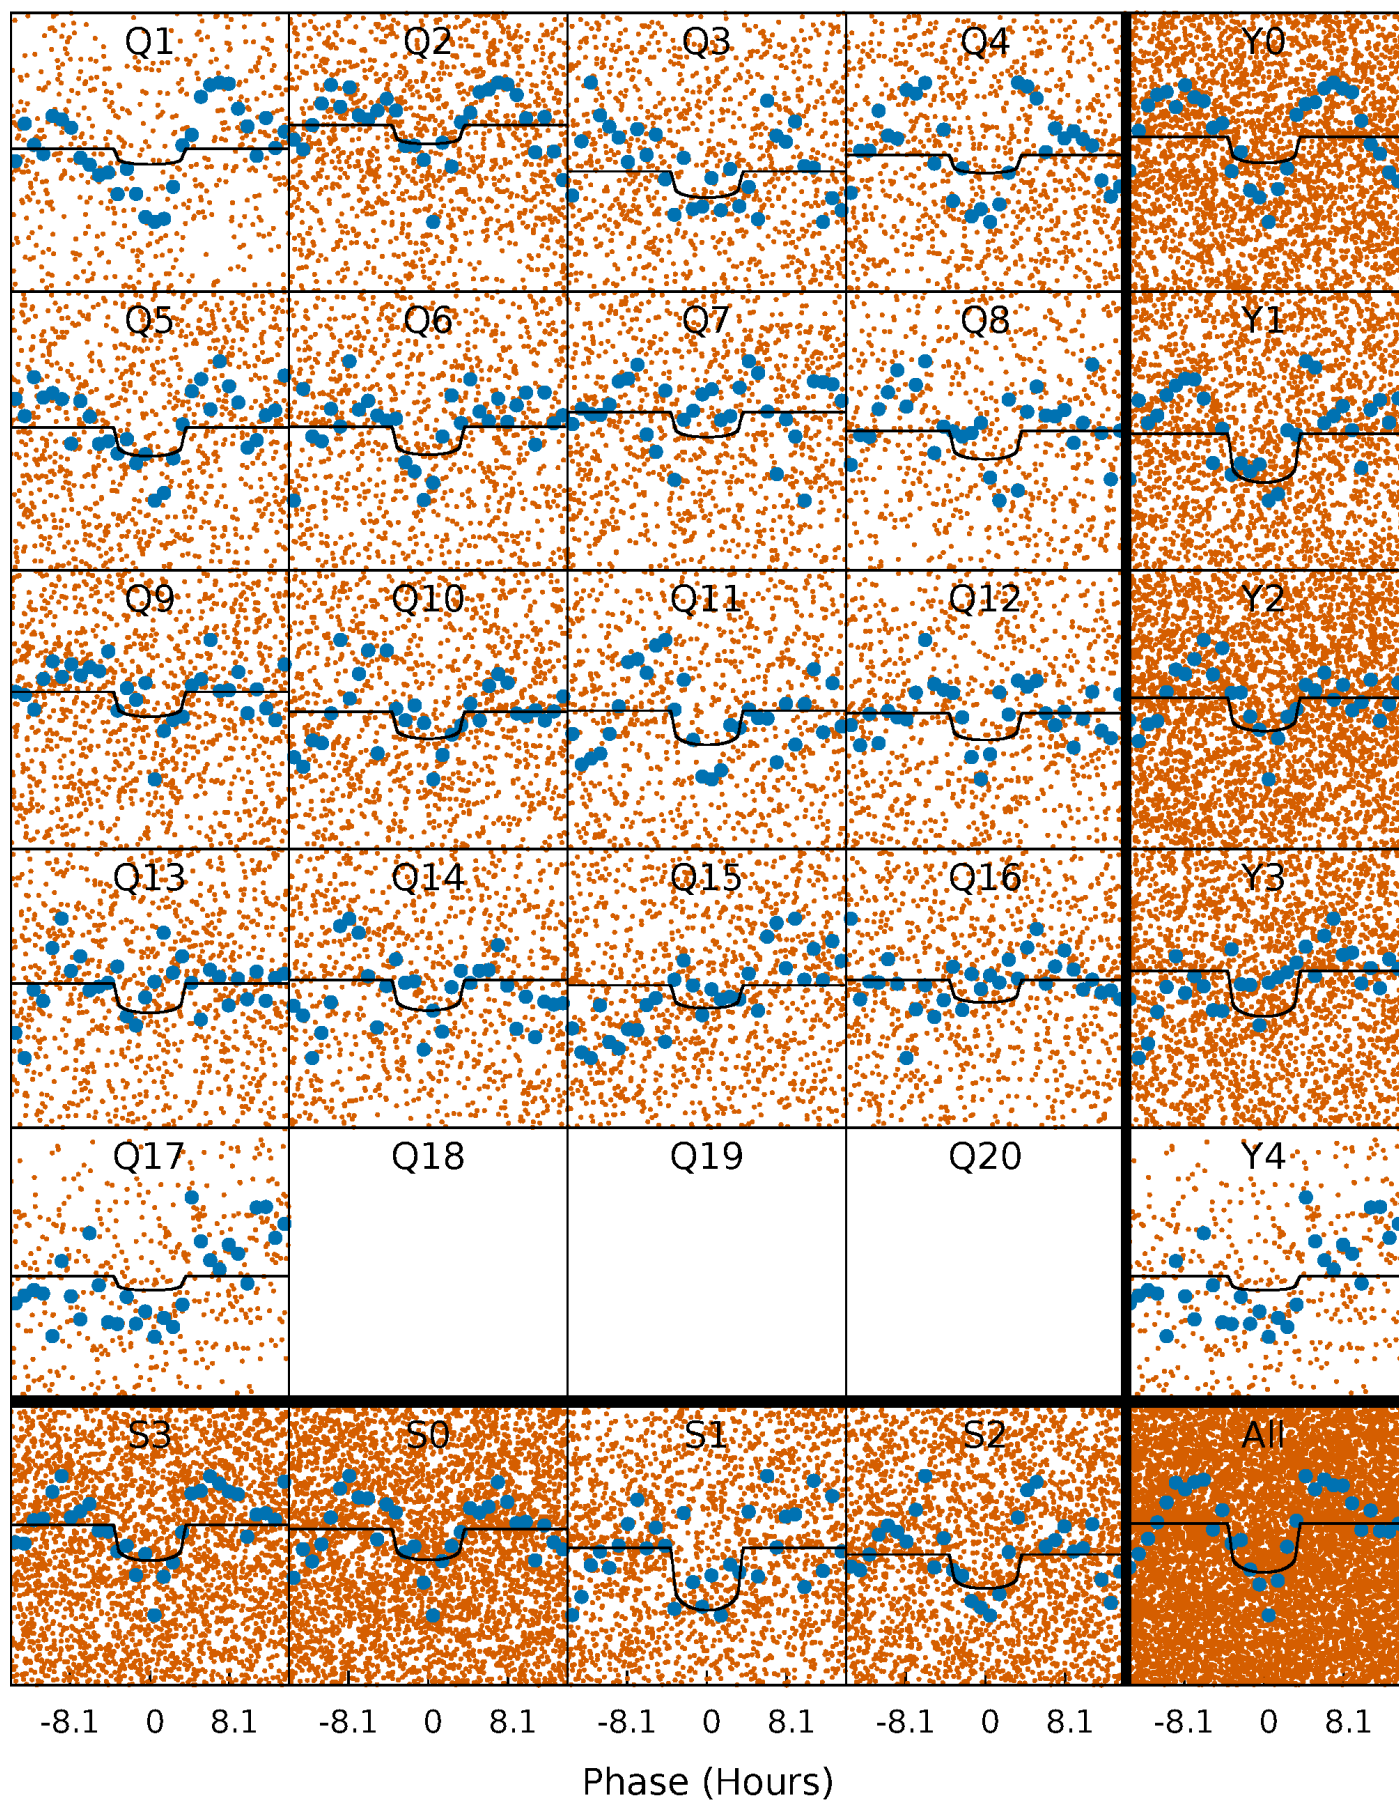 Q1 Q2 Q3 Q4 Y0
Q5 Q6 Q7 Q8 Y1
Q9 Q10 Q11 Q12 Y2
Q13 Q14 Q15 Q16 Y3
Q17 Q18 Q19 Q20 Y4
S3 S0 S1 S2 All
-8.1 0 8.1 -8.1 0 8.1 -8.1 0 8.1 -8.1 0 8.1 -8.1 0 8.1
Phase (Hours)